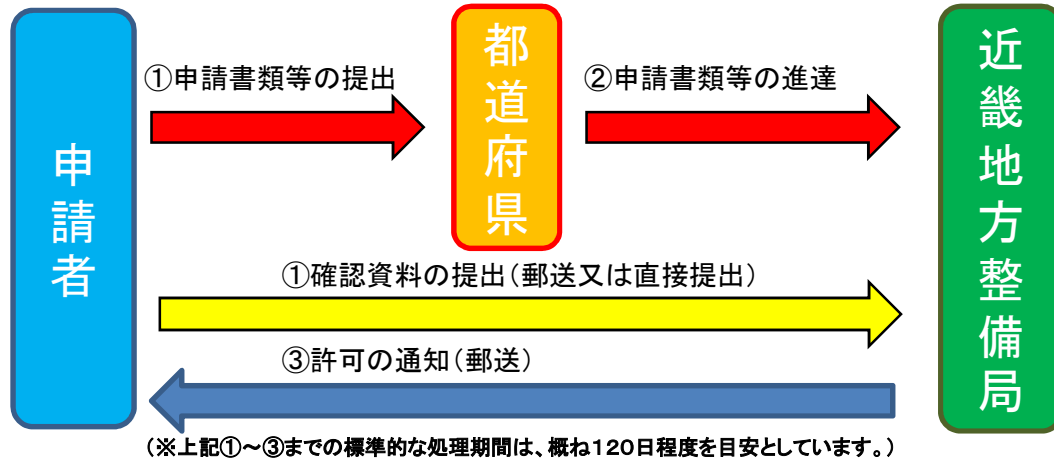 申請者
①申請書類等の提出
都道府県
②申請書類等の進達
近畿地方整備局
①確認資料の提出(郵送又は直接提出)
③許可の通知(郵送)
(※上記①～③までの標準的な処理期間は、概ね120日程度を目安としています。)